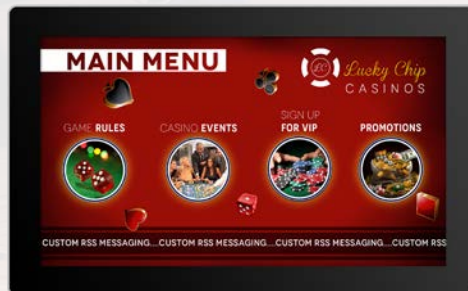 MAIN MENU
LC
Lucky Chip
CASINOS
GAME RULES
CASINO EVENTS
SIGN UP
FOR VIP
PROMOTIONS
CUSTOM RSS MESSAGING...CUSTOM RSS MESSAGING...CUSTOM RSS MESSAGING...CUSTOM RSS